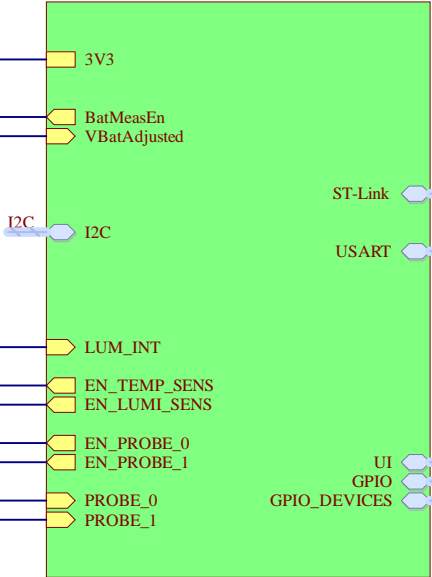 3V3
BatMeasEn
VBatAdjusted
ST-Link
I2C
I2C
USART
LUM_INT
EN_TEMP_SENS
EN_LUMI_SENS
EN_PROBE_0
EN_PROBE_1
UI
GPIO
PROBE_0
GPIO_DEVICES
PROBE_1